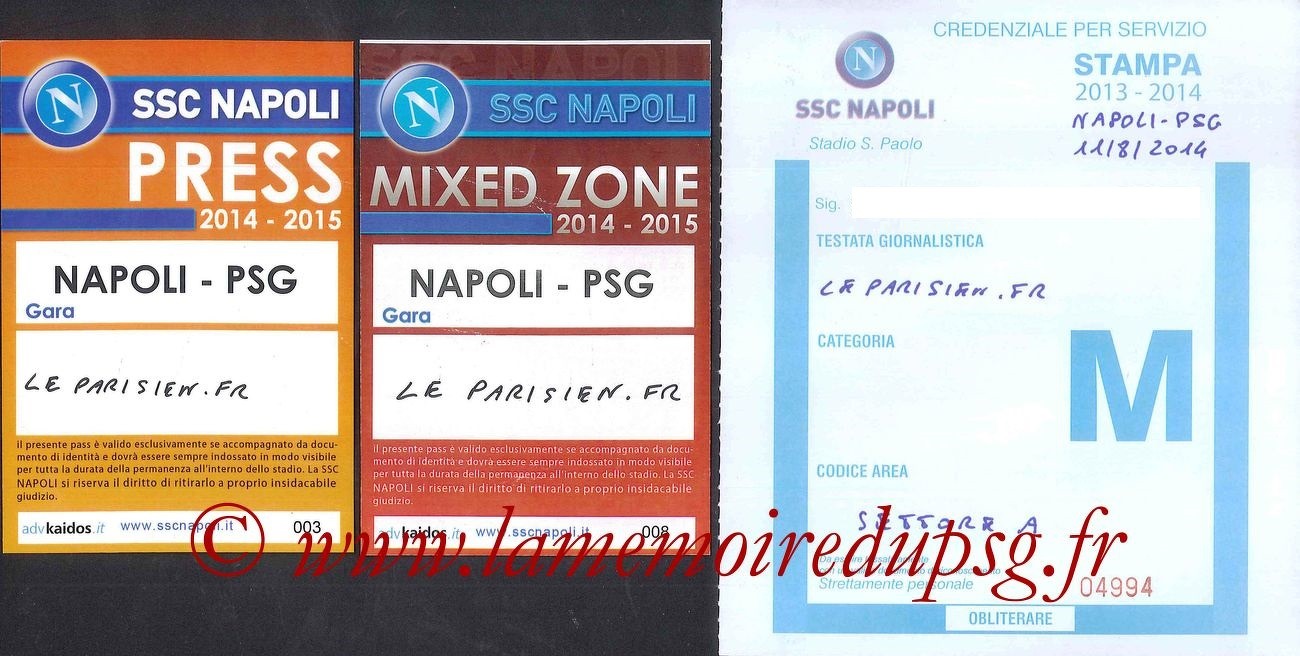 SSC NAPOLI
PRESS
2014 - 2015
NAPOLI - PSG
Gara
LE PARISIEN.FR
il presente pass è valido esclusivamente se accompagnato da docu-
mento di identità e dovrà essere sempre indossato in modo visibile
per tutta la durata della permanenza all'interno dello stadio. La SSC
NAPOLI si riserva il diritto di ritirarlo a proprio insidacabile
giudizio.
advkaidos.it www.sscnapoli.it 003
SSC NAPOLI
MIXED ZONE
2014 - 2015
NAPOLI - PSG
Gara
LE PARISIEN.FR
il presente pass è valido esclusivamente se accompagnato da docu-
mento di identità e dovrà essere sempre indossato in modo visibile
per tutta la durata della permanenza all'interno dello stadio. La SSC
NAPOLI si riserva il diritto di ritirarlo a proprio insidacabile
giudizio.
advkaidos.it www.sscnapoli.it 008
CREDENZIALE PER SERVIZIO
STAMPA
2013 - 2014
NAPOLI-PSG
11/8/2014
SSC NAPOLI
Stadio S. Paolo
Sig.
TESTATA GIORNALISTICA
LE PARISIEN.FR
CATEGORIA
M
CODICE AREA
SETTORE A
Strettamente personale
04994
OBLITERARE
© www.lamemoiredupsg.fr